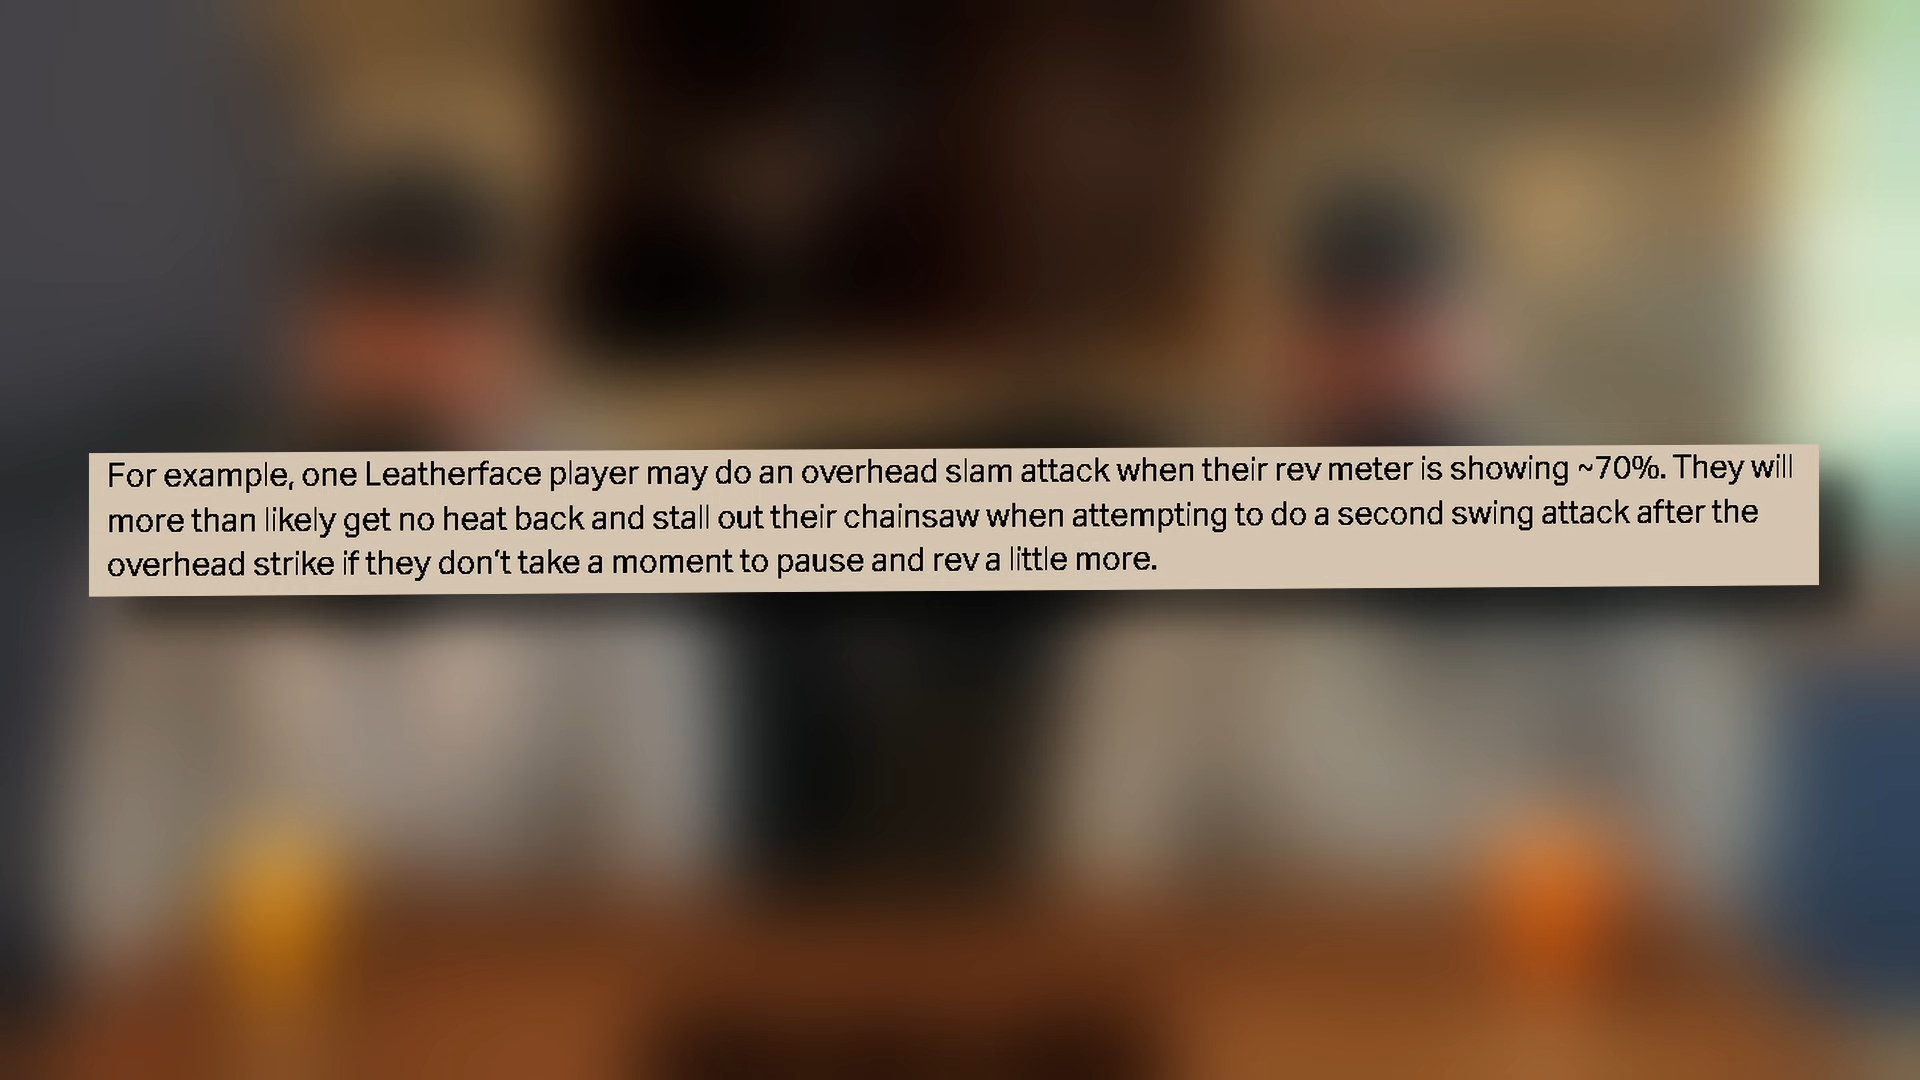 For example, one Leatherface player may do an overhead slam attack when their rev meter is showing ~70%. They will
more than likely get no heat back and stall out their chainsaw when attempting to do a second swing attack after the
overhead strike if they don't take a moment to pause and rev a little more.